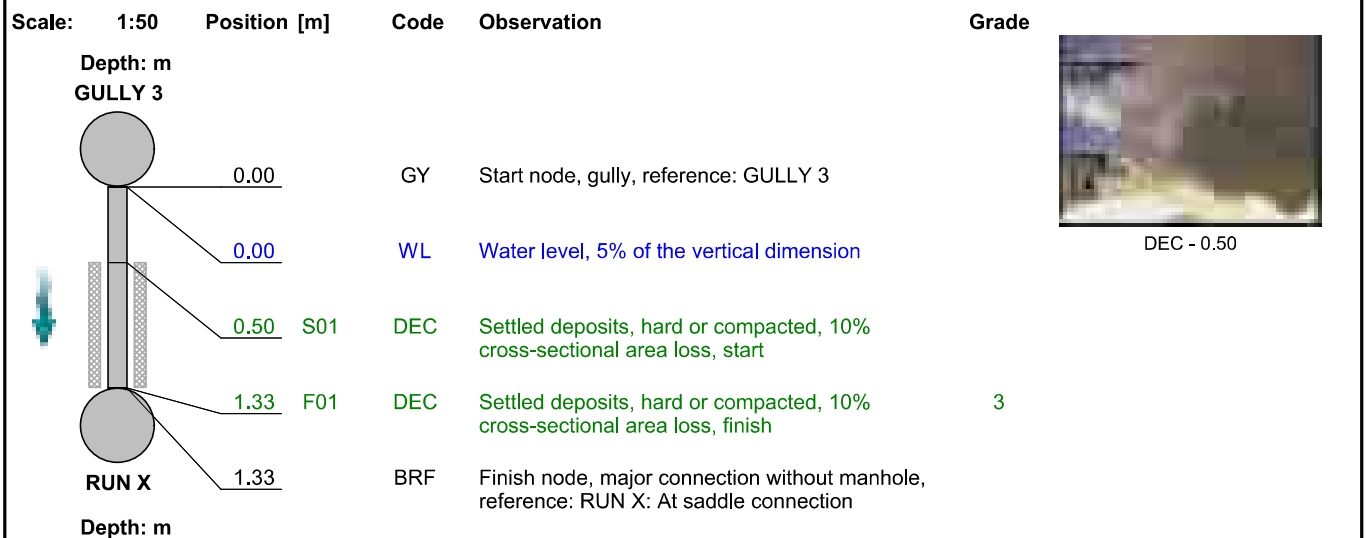 Scale: 1:50 Position [m] Code Observation Grade
Depth: m
GULLY 3
0.00 GY Start node, gully, reference: GULLY 3
0.00 WL Water level, 5% of the vertical dimension
DEC - 0.50
0.50 S01 DEC Settled deposits, hard or compacted, 10%
cross-sectional area loss, start
1.33 F01 DEC Settled deposits, hard or compacted, 10% 3
cross-sectional area loss, finish
1.33 BRF Finish node, major connection without manhole,
reference: RUN X: At saddle connection
RUN X
Depth: m